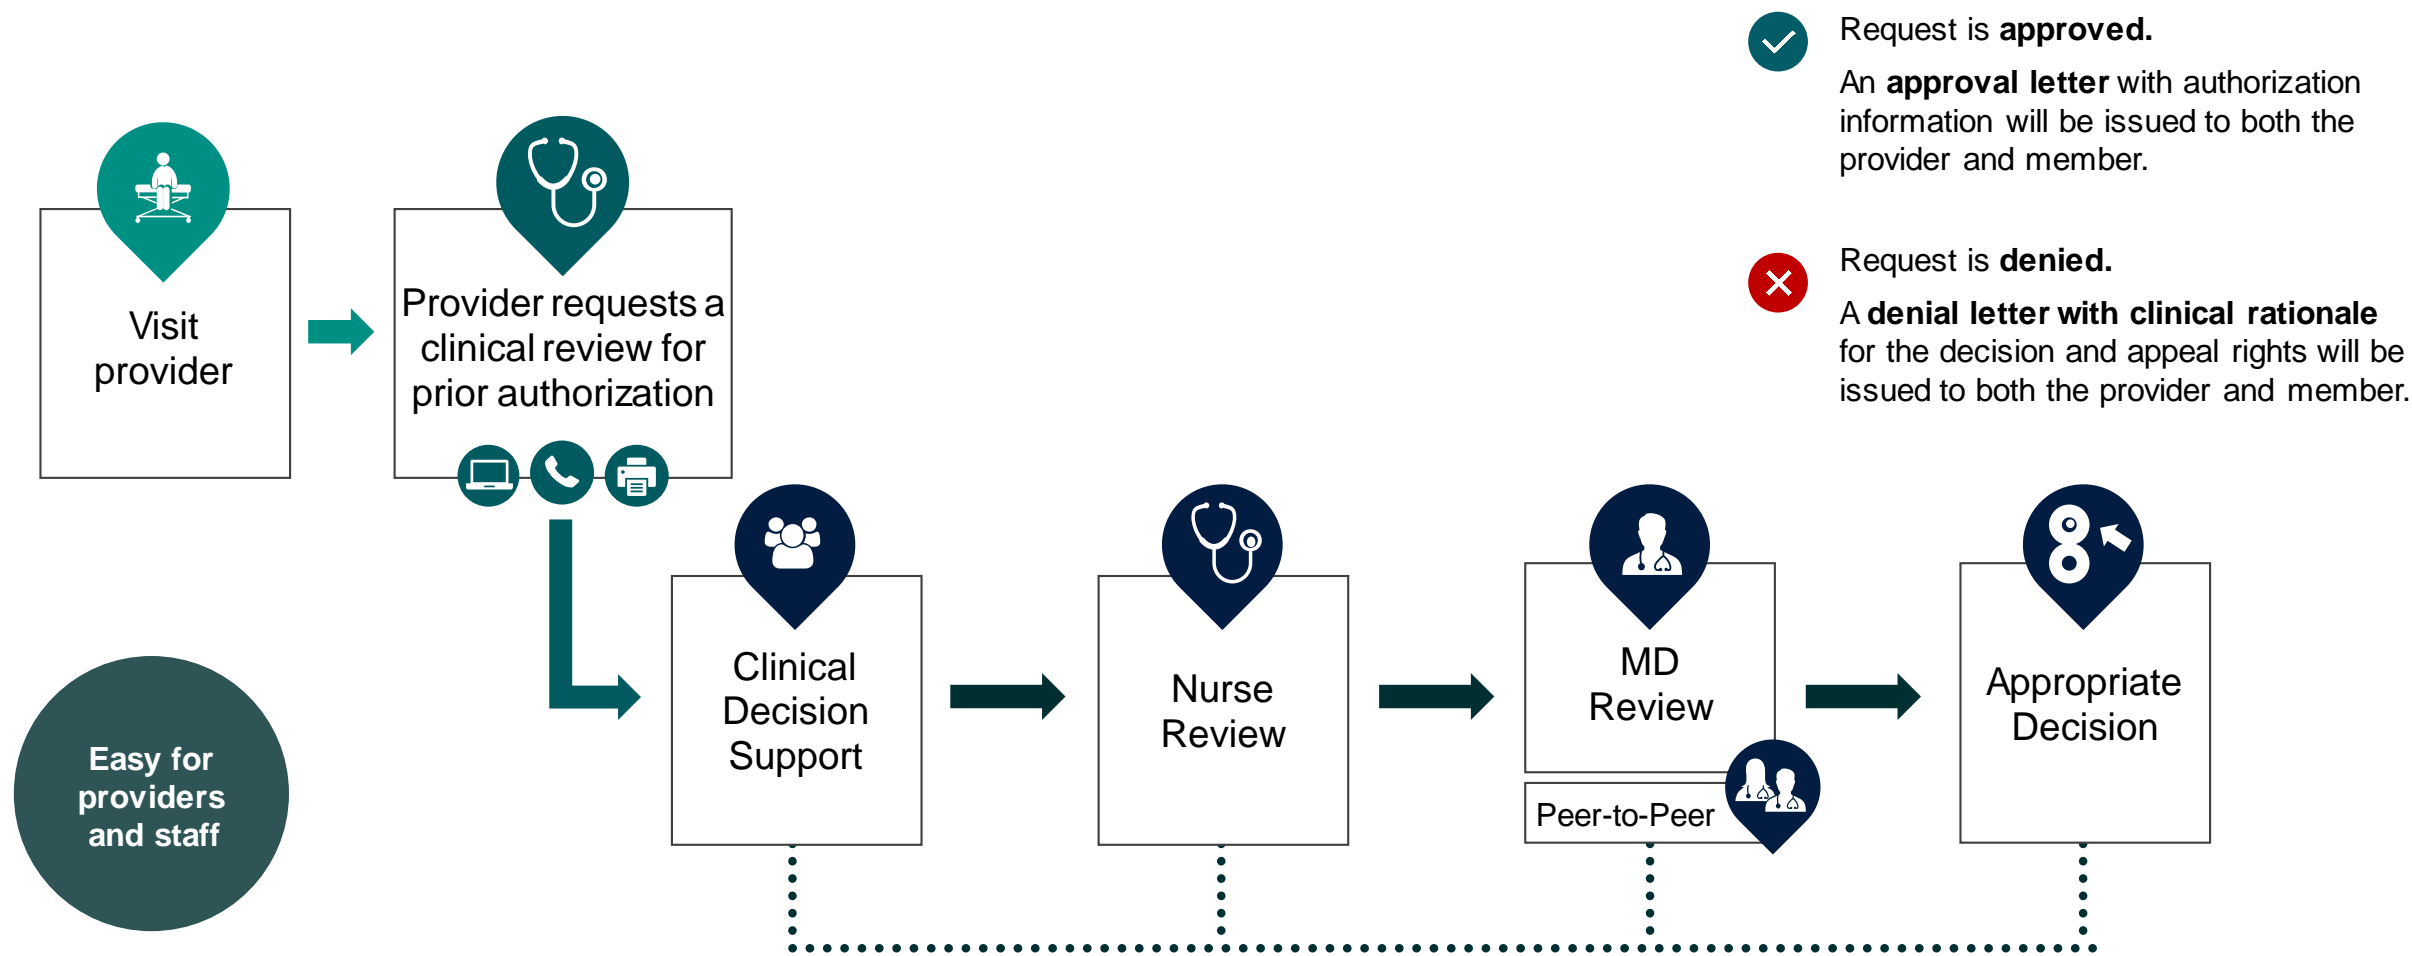 Request is approved.
An approval letter with authorization
information will be issued to both the
provider and member.
Request is denied.
A denial letter with clinical rationale
for the decision and appeal rights will be
issued to both the provider and member.
Visit
provider
Provider requests a
clinical review for
prior authorization
Clinical
Decision
Support
Nurse
Review
MD
Review
Peer-to-Peer
Appropriate
Decision
Easy for
providers
and staff